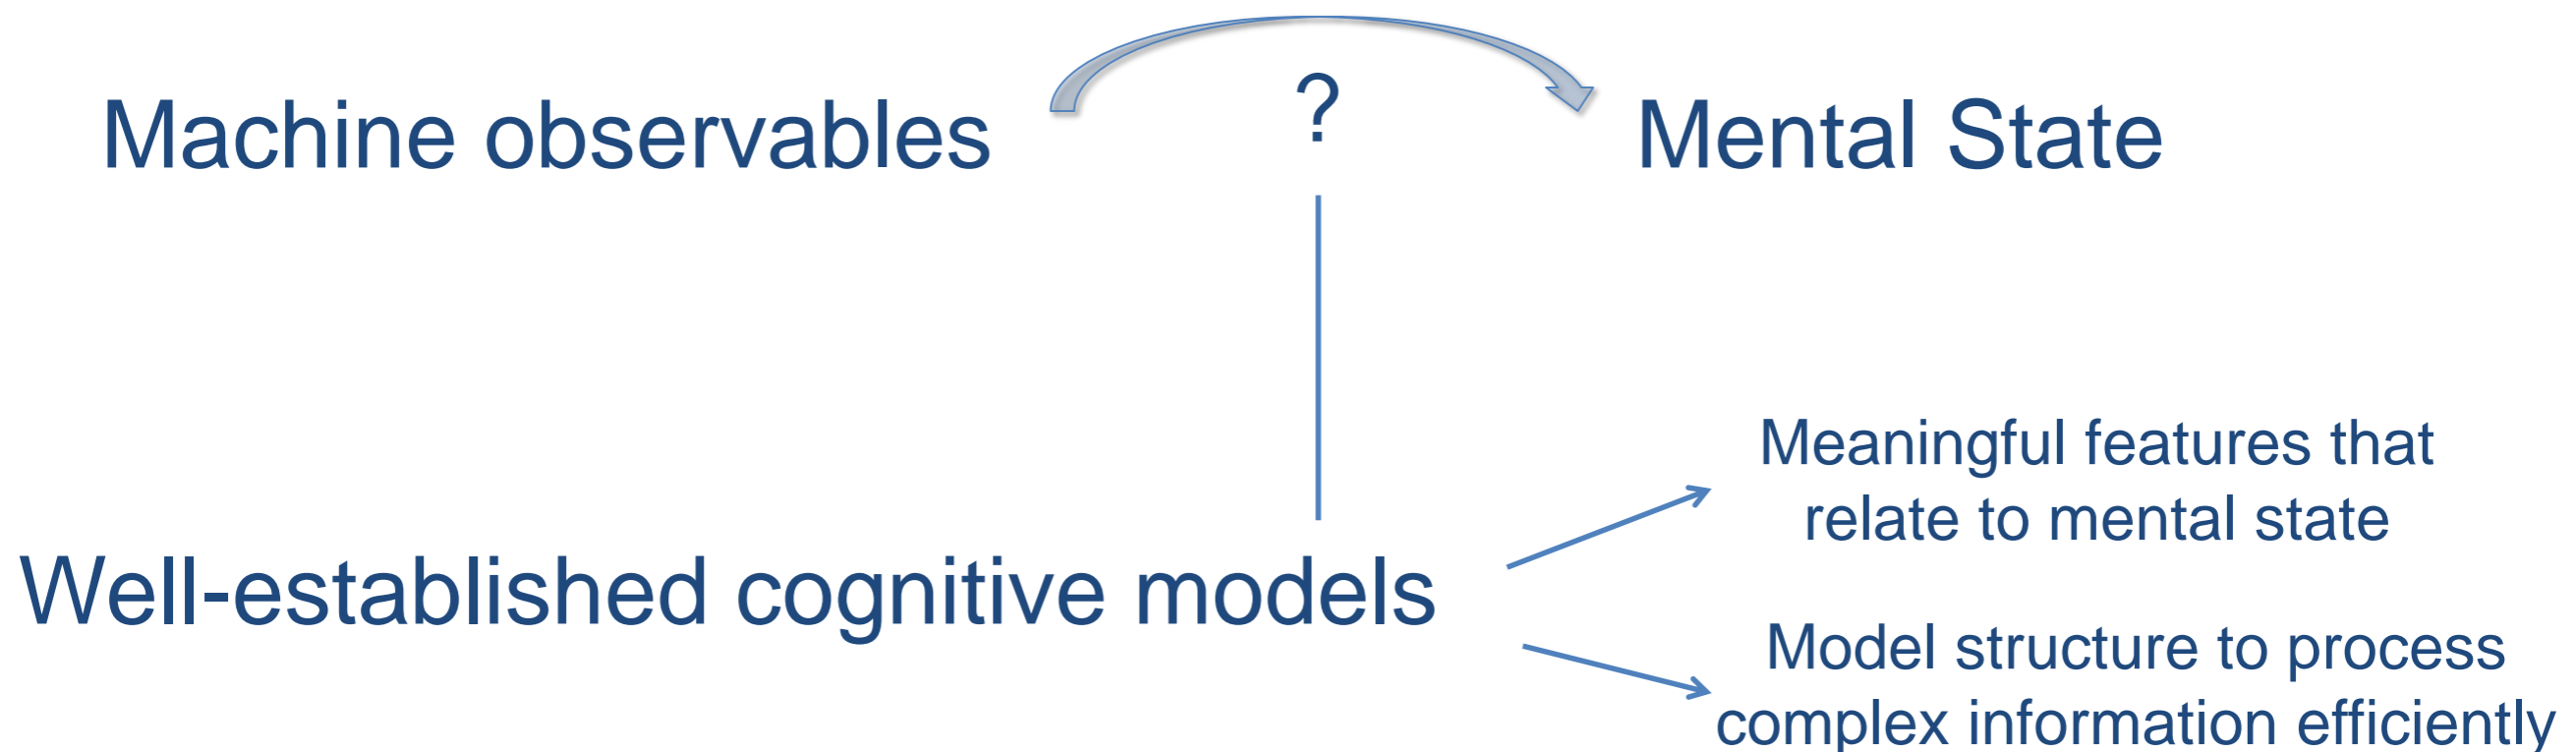 Machine observables
?
Mental State
Meaningful features that
relate to mental state
Well-established cognitive models
Model structure to process
complex information efficiently